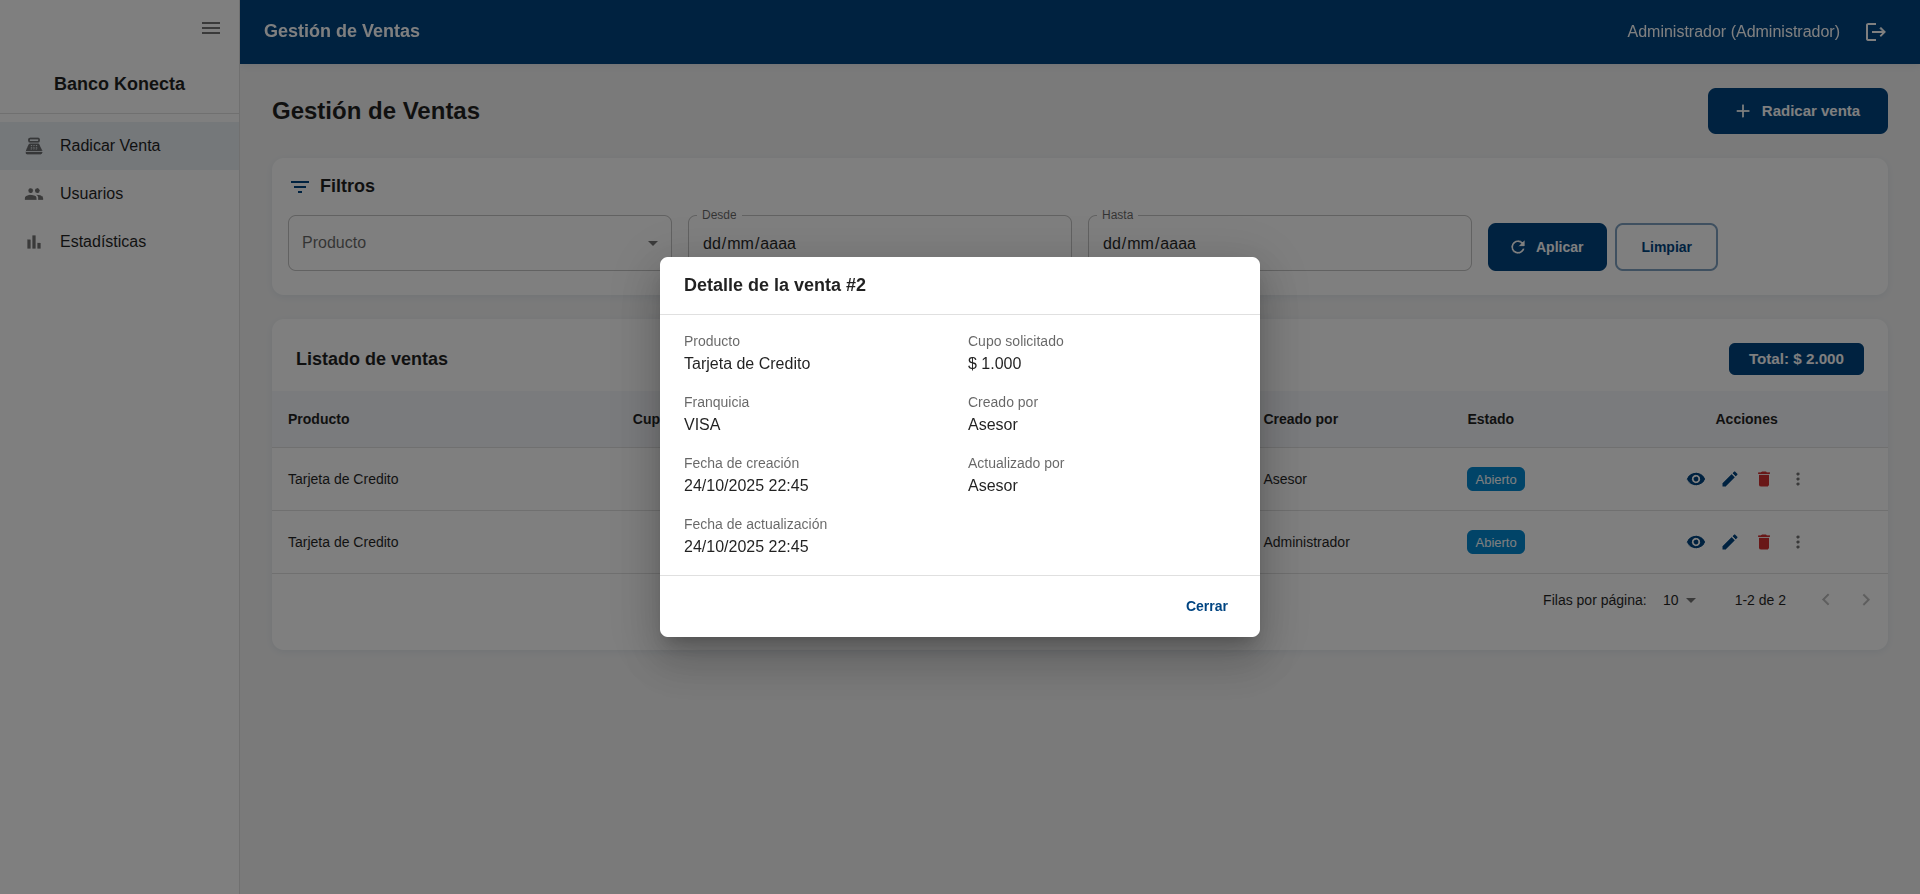 Gestión de Ventas
Administrador (Administrador)
Banco Konecta
Radicar Venta
Usuarios
Estadísticas
Gestión de Ventas
Radicar venta
Filtros
Producto
Desde
dd/mm/aaaa
Hasta
dd/mm/aaaa
Aplicar
Limpiar
Detalle de la venta #2
Producto
Tarjeta de Credito
Cupo solicitado
$ 1.000
Franquicia
VISA
Creado por
Asesor
Fecha de creación
24/10/2025 22:45
Actualizado por
Asesor
Fecha de actualización
24/10/2025 22:45
Cerrar
Listado de ventas
Total: $ 2.000
Producto
Cup
Creado por
Estado
Acciones
Tarjeta de Credito
Asesor
Abierto
Tarjeta de Credito
Administrador
Abierto
Filas por página:
10
1-2 de 2